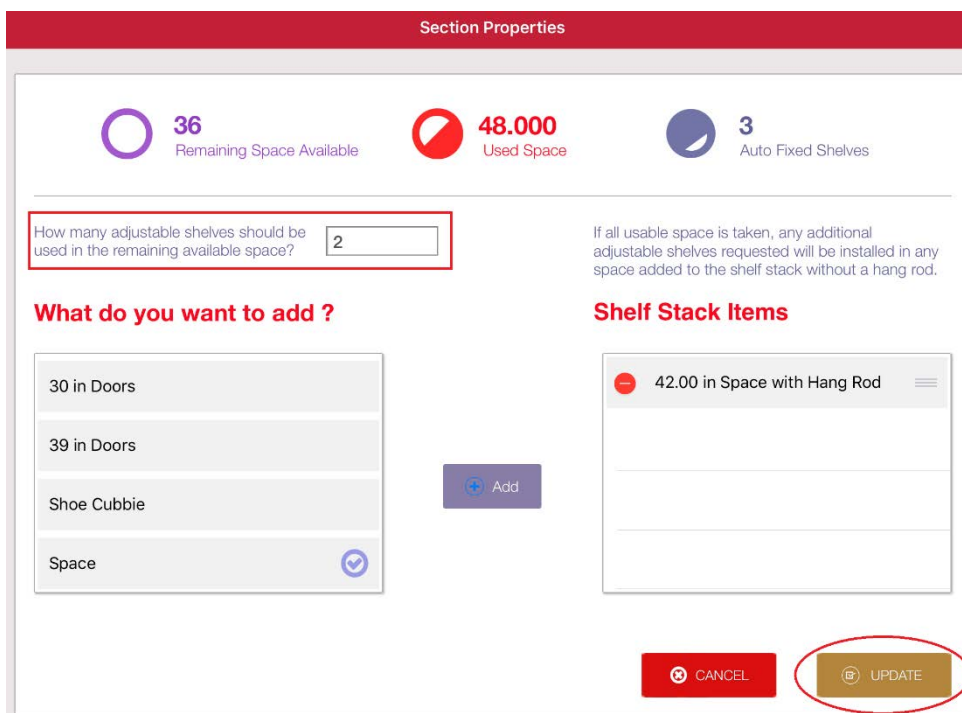 Section Properties
36
Remaining Space Available
48.000
Used Space
3
Auto Fixed Shelves
How many adjustable shelves should be
used in the remaining available space?
2
If all usable space is taken, any additional
adjustable shelves requested will be installed in any
space added to the shelf stack without a hang rod.
What do you want to add ?
Shelf Stack Items
30 in Doors
39 in Doors
Shoe Cubbie
Space
Add
42.00 in Space with Hang Rod
CANCEL
UPDATE